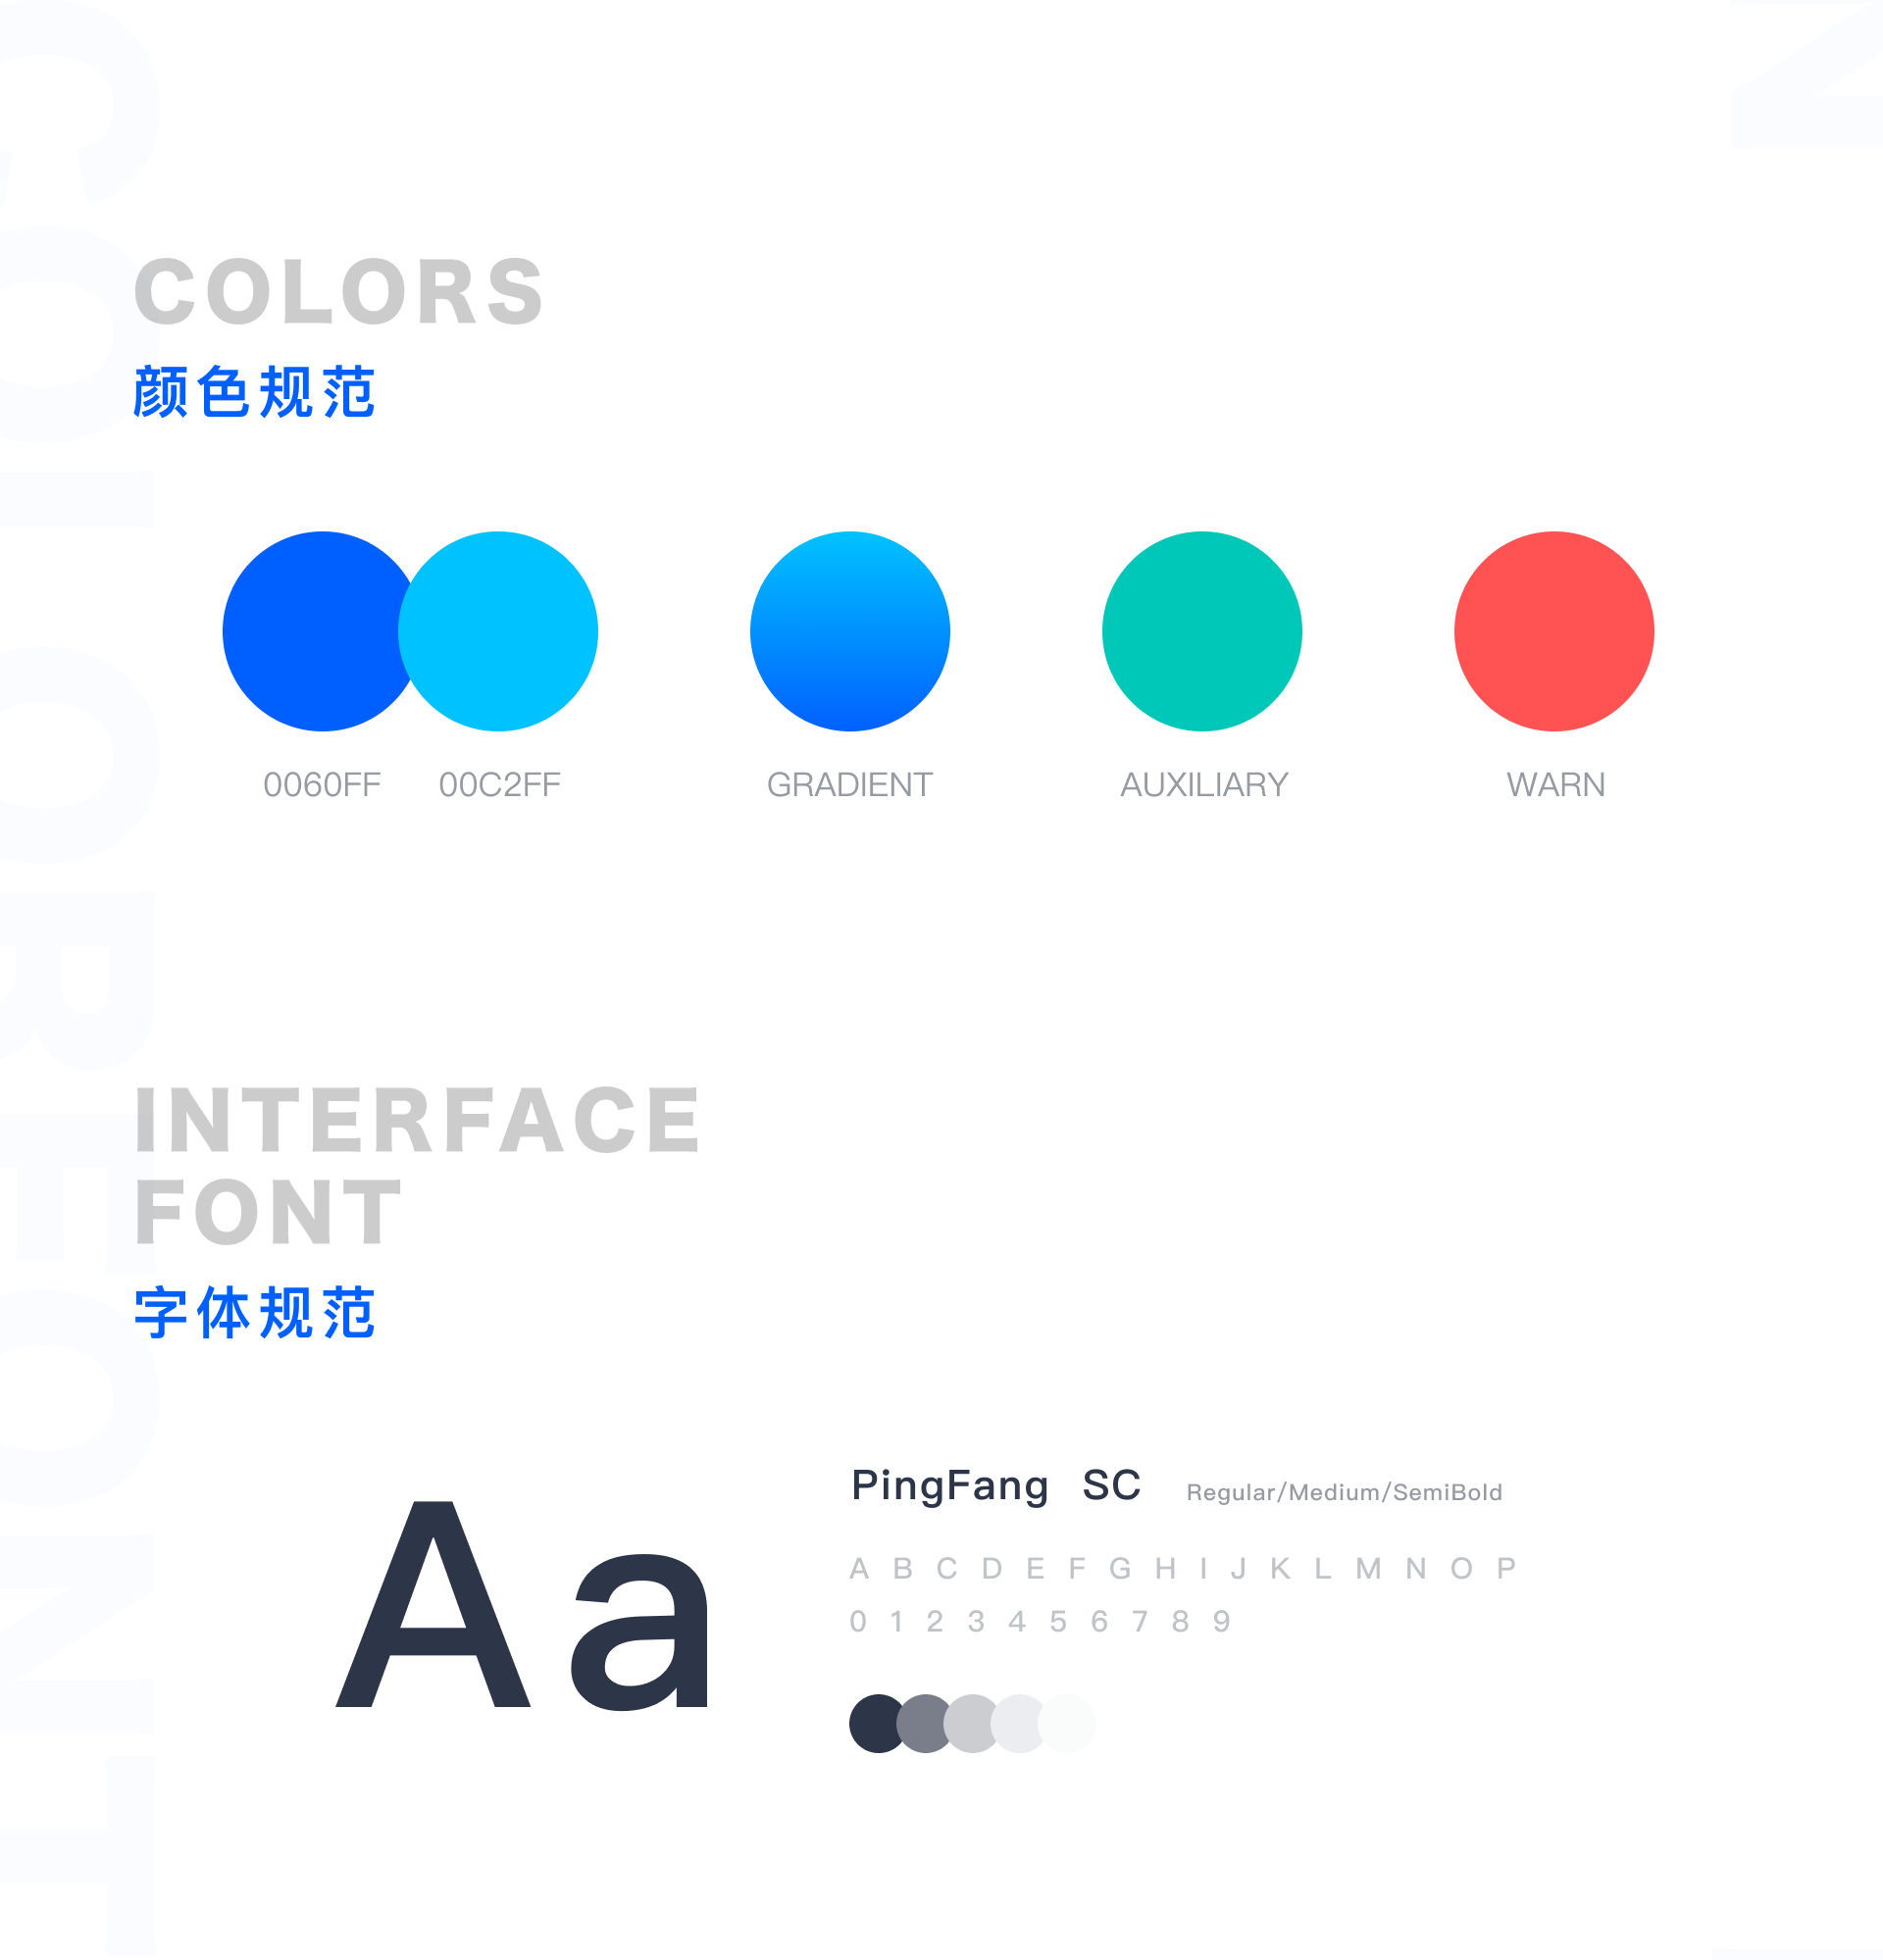 COLORS
颜色规范
0060FF 00C2FF GRADIENT AUXILIARY WARN
INTERFACE
FONT
字体规范
Aa
PingFang SC Regular/Medium/SemiBold
A B C D E F G H I J K L M N O P
0 1 2 3 4 5 6 7 8 9
COLORFONT
N